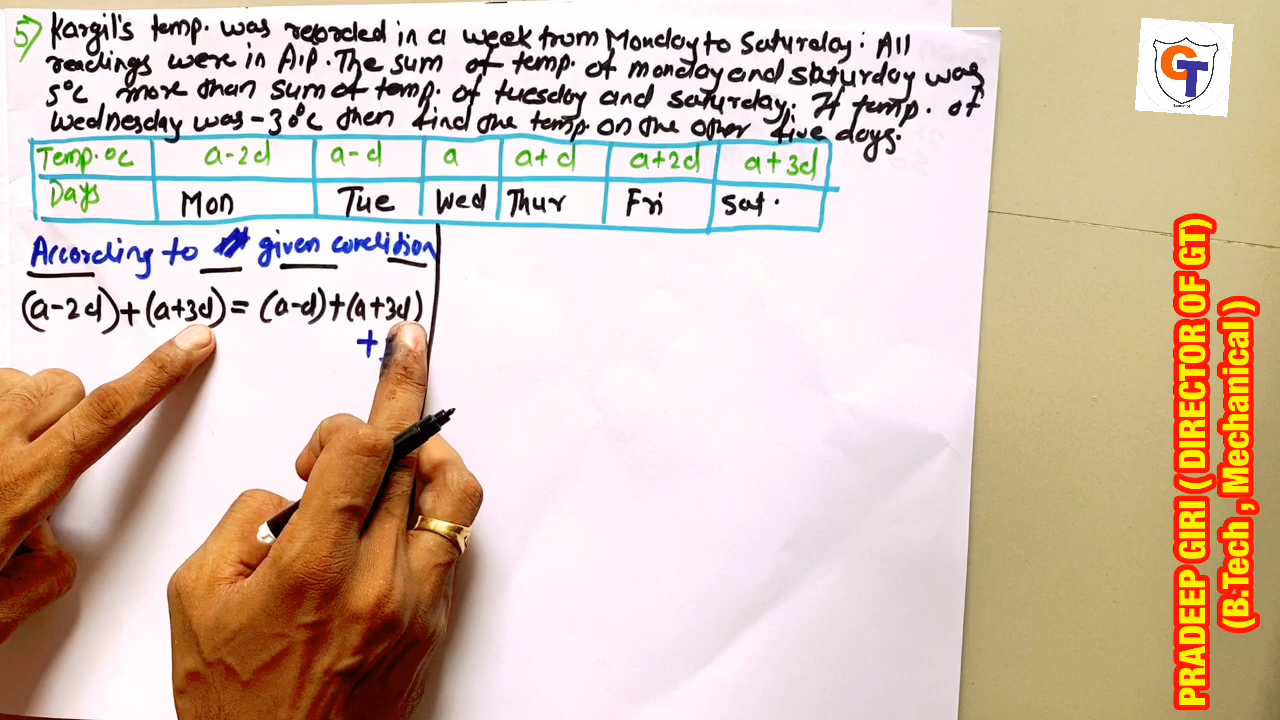 5) Kargil's temp. was recorded in a week from Monday to Saturday. All
readings were in A.P. The sum of temp. of monday and saturday was
5°C more than sum of temp. of tuesday and saturday. If temp. of
Wednesday was -30°C then find the temp. on the other five days.
Temp. °C a-2d a-d a a+d a+2d a+3d
Days Mon Tue Wed Thur Fri Sat.
According to given condition
(a-2d)+(a+3d)=(a-d)+(a+3d)
+
GT
PRADEEP GIRI ( DIRECTOR OF GT)
(B.Tech , Mechanical )